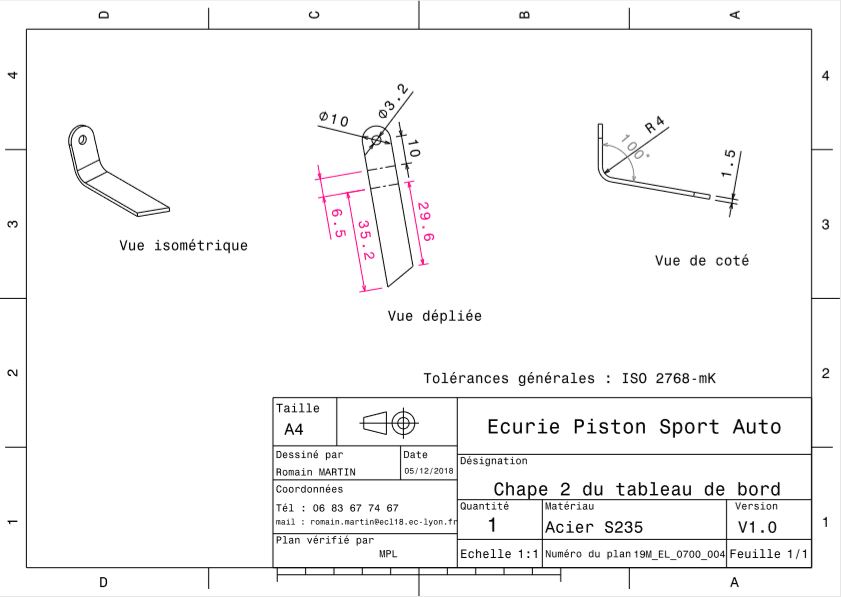 D C B A
4 4
Ø10
Ø3.2
10
6.5
35.2
29.6
R4
100°
1.5
Vue isométrique
3 3
Vue de coté
Vue dépliée
2 2
Tolérances générales : ISO 2768-mK
Taille
A4
Ecurie Piston Sport Auto
Dessiné par
Romain MARTIN
Date
05/12/2018
Désignation
Chape 2 du tableau de bord
Coordonnées
Tél : 06 83 67 74 67
mail : romain.martin@ecl18.ec-lyon.fr
Quantité
1
Matériau
Acier S235
Version
V1.0
1 1
Plan vérifié par
MPL
Echelle 1:1
Numéro du plan 19M_EL_0700_004
Feuille 1/1
D A